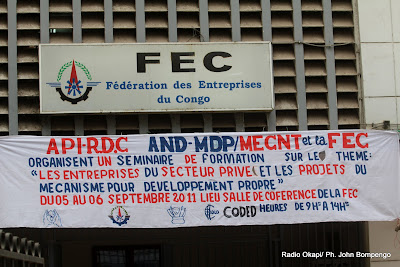 FEC
Fédération des Entreprises
du Congo
API-R.D.C AND-MDP/MECNT et la FEC
ORGANISENT UN SEMINAIRE DE FORMATION SUR LE THEME:
“LES ENTREPRISES DU SECTEUR PRIVE ET LES PROJETS DU
MECANISME POUR DEVELOPPEMENT PROPRE”
DU 05 AU 06 SEPTEMBRE 2011 LIEU SALLE DE COFERENCE DE LA FEC
CODED HEURES DE 9H A 14H
Radio Okapi/ Ph. John Bompengo